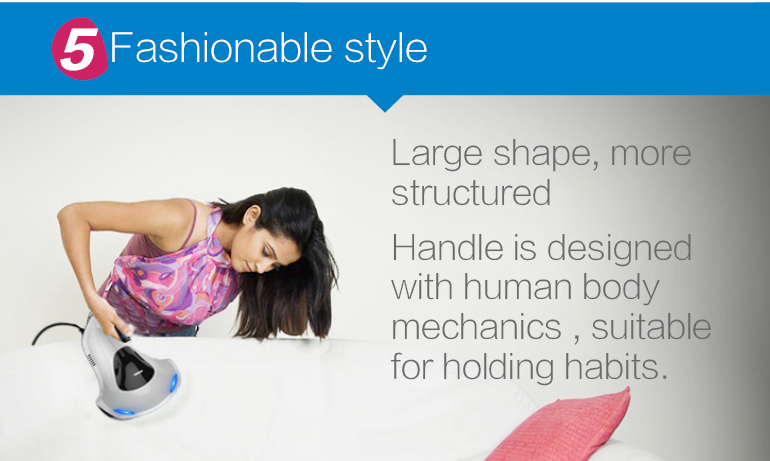 5 Fashionable style
Large shape, more
structured
Handle is designed
with human body
mechanics , suitable
for holding habits.